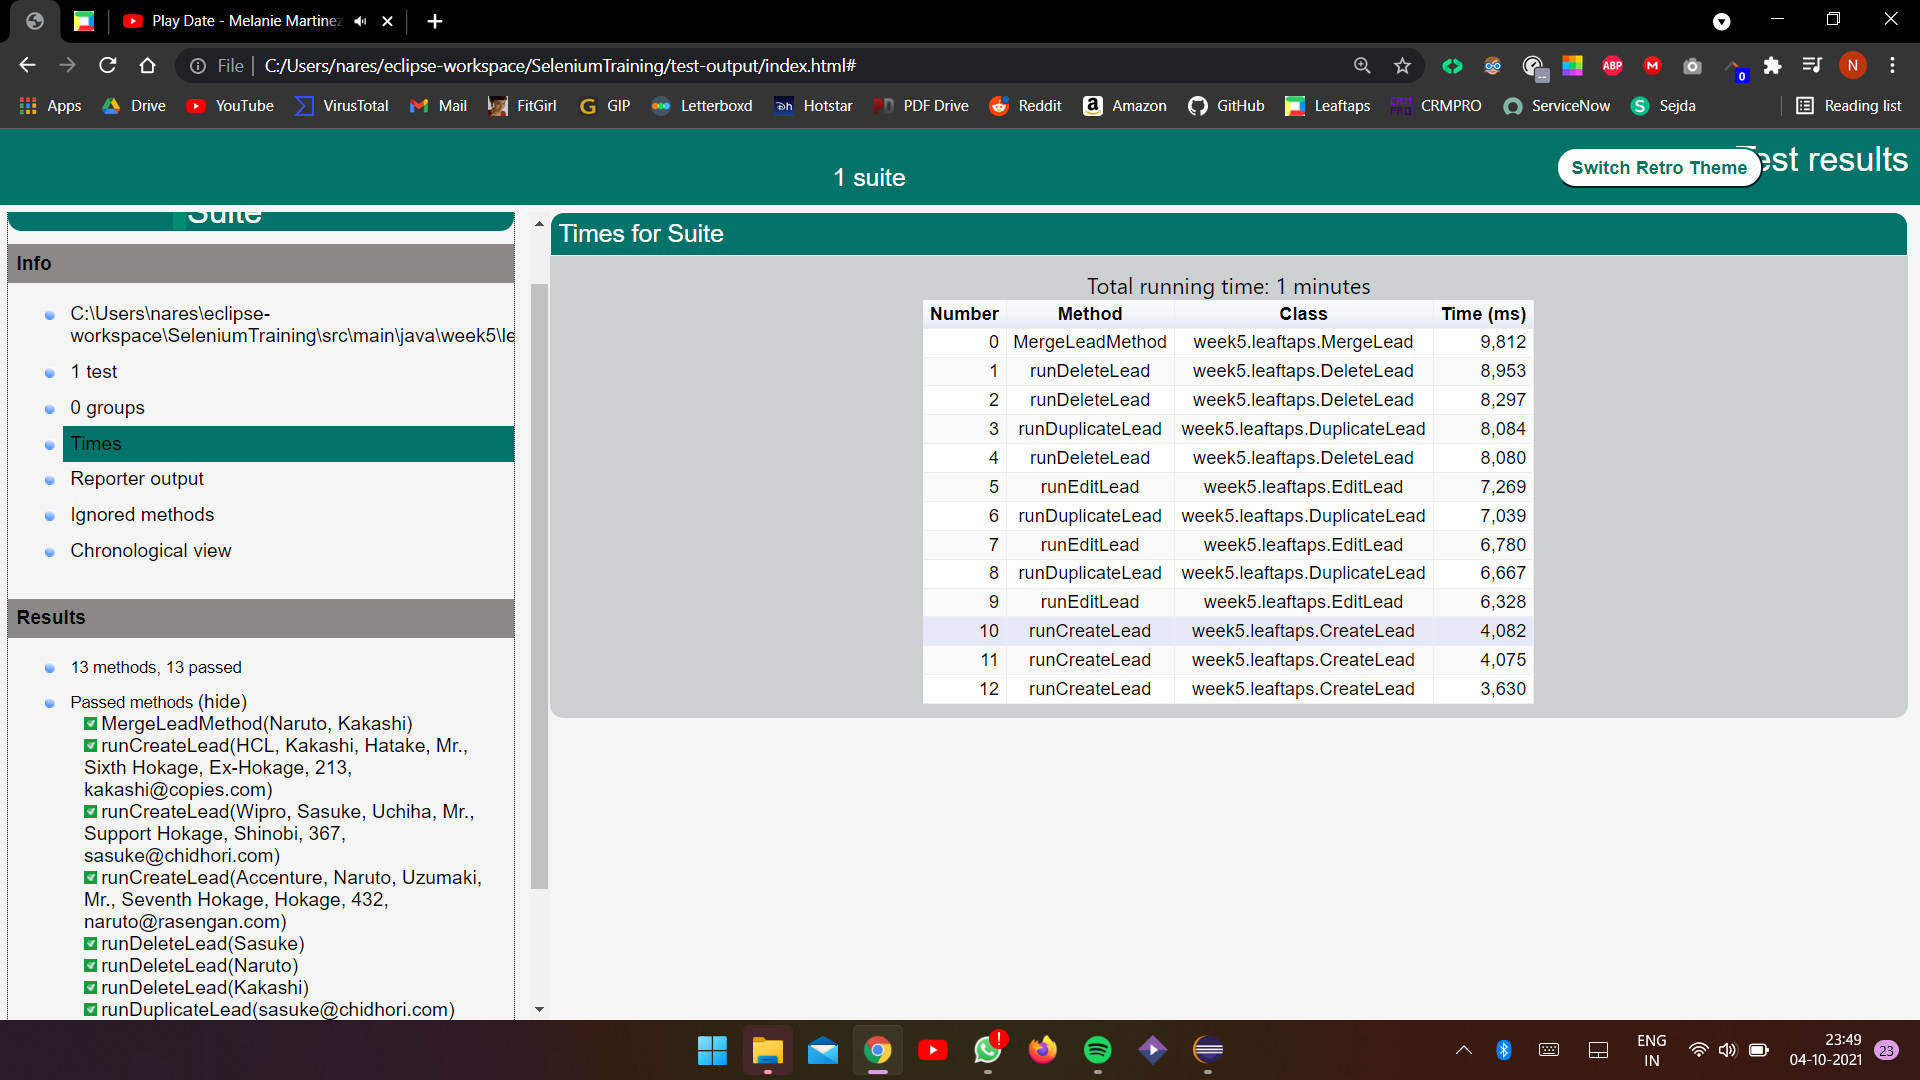 Play Date - Melanie Martinez
File
C:/Users/nares/eclipse-workspace/SeleniumTraining/test-output/index.html#
ABP
M
0
N
Apps
Drive
YouTube
VirusTotal
Mail
FitGirl
G GIP
Letterboxd
Hotstar
PDF Drive
Reddit
Amazon
GitHub
Leaftaps
CRMPRO
ServiceNow
S Sejda
Reading list
1 suite
Switch Retro Theme
Test results
Suite
Info
C:\Users\nares\eclipse-
workspace\SeleniumTraining\src\main\java\week5\le
1 test
0 groups
Times
Reporter output
Ignored methods
Chronological view
Results
13 methods, 13 passed
Passed methods (hide)
MergeLeadMethod(Naruto, Kakashi)
runCreateLead(HCL, Kakashi, Hatake, Mr.,
Sixth Hokage, Ex-Hokage, 213,
kakashi@copies.com)
runCreateLead(Wipro, Sasuke, Uchiha, Mr.,
Support Hokage, Shinobi, 367,
sasuke@chidhori.com)
runCreateLead(Accenture, Naruto, Uzumaki,
Mr., Seventh Hokage, Hokage, 432,
naruto@rasengan.com)
runDeleteLead(Sasuke)
runDeleteLead(Naruto)
runDeleteLead(Kakashi)
runDuplicateLead(sasuke@chidhori.com)
Times for Suite
Total running time: 1 minutes
Number Method Class Time (ms)
0 MergeLeadMethod week5.leaftaps.MergeLead 9,812
1 runDeleteLead week5.leaftaps.DeleteLead 8,953
2 runDeleteLead week5.leaftaps.DeleteLead 8,297
3 runDuplicateLead week5.leaftaps.DuplicateLead 8,084
4 runDeleteLead week5.leaftaps.DeleteLead 8,080
5 runEditLead week5.leaftaps.EditLead 7,269
6 runDuplicateLead week5.leaftaps.DuplicateLead 7,039
7 runEditLead week5.leaftaps.EditLead 6,780
8 runDuplicateLead week5.leaftaps.DuplicateLead 6,667
9 runEditLead week5.leaftaps.EditLead 6,328
10 runCreateLead week5.leaftaps.CreateLead 4,082
11 runCreateLead week5.leaftaps.CreateLead 4,075
12 runCreateLead week5.leaftaps.CreateLead 3,630
ENG
IN
23:49
04-10-2021
23